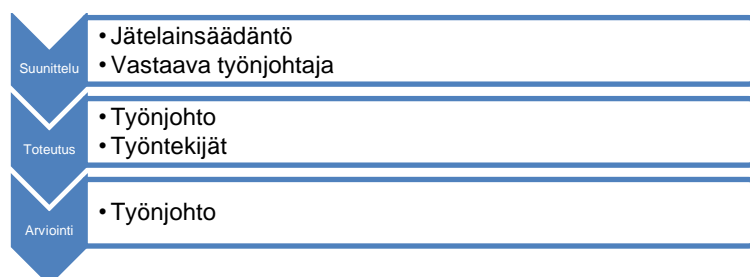 Suunnittelu
• Jätelainsäädäntö
• Vastaava työnjohtaja
Toteutus
• Työnjohto
• Työntekijät
Arviointi
• Työnjohto